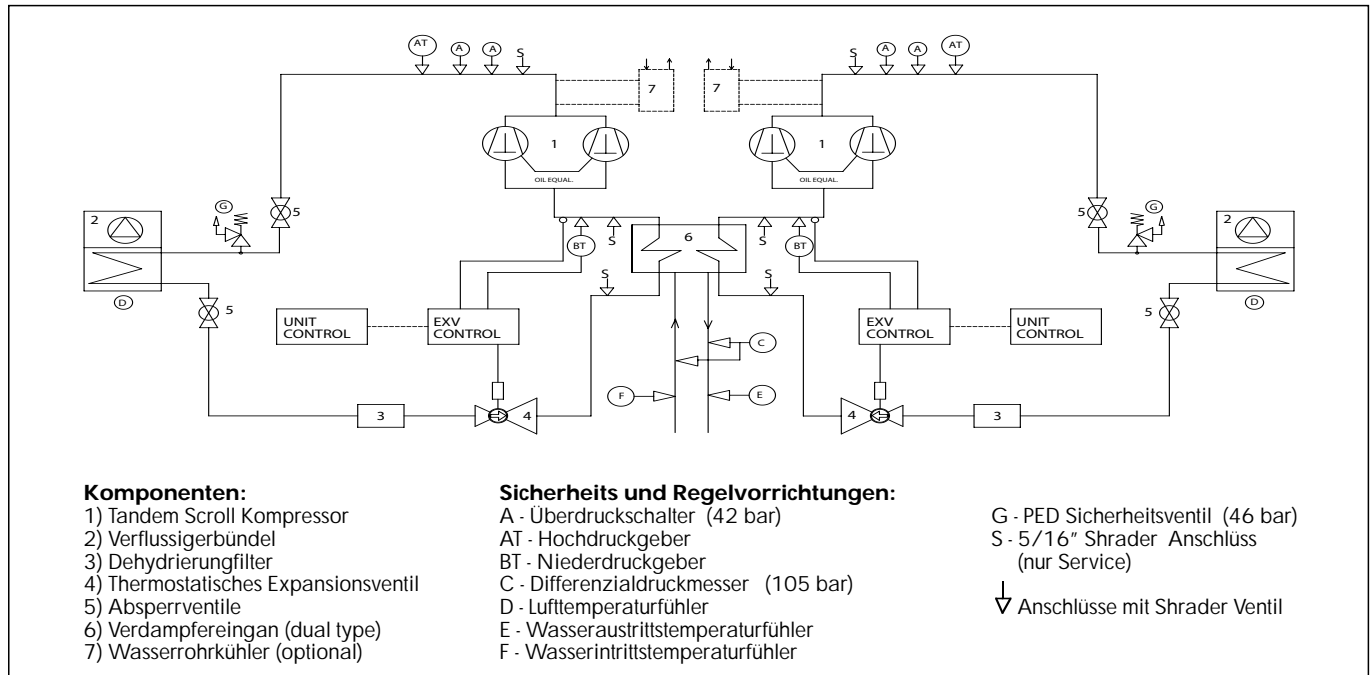 AT A A S S A A AT
7 7
1 1
OIL EQUAL. OIL EQUAL.
G 5 5 G
2 2
BT S 6 S BT
D S S D
5 5
UNIT CONTROL EXV CONTROL EXV CONTROL UNIT CONTROL
C
F E
3 4 4 3
Komponenten:
1) Tandem Scroll Kompressor
2) Verflussigerbündel
3) Dehydrierungfilter
4) Thermostatisches Expansionsventil
5) Absperrventile
6) Verdampfereingan (dual type)
7) Wasserrohrkühler (optional)
Sicherheits und Regelvorrichtungen:
A - Überdruckschalter (42 bar)
AT - Hochdruckgeber
BT - Niederdruckgeber
C - Differenzialdruckmesser (105 bar)
D - Lufttemperaturfühler
E - Wasseraustrittstemperaturfühler
F - Wasserintrittstemperaturfühler
G - PED Sicherheitsventil (46 bar)
S - 5/16" Shrader Anschlüss
(nur Service)
Anschlüsse mit Shrader Ventil